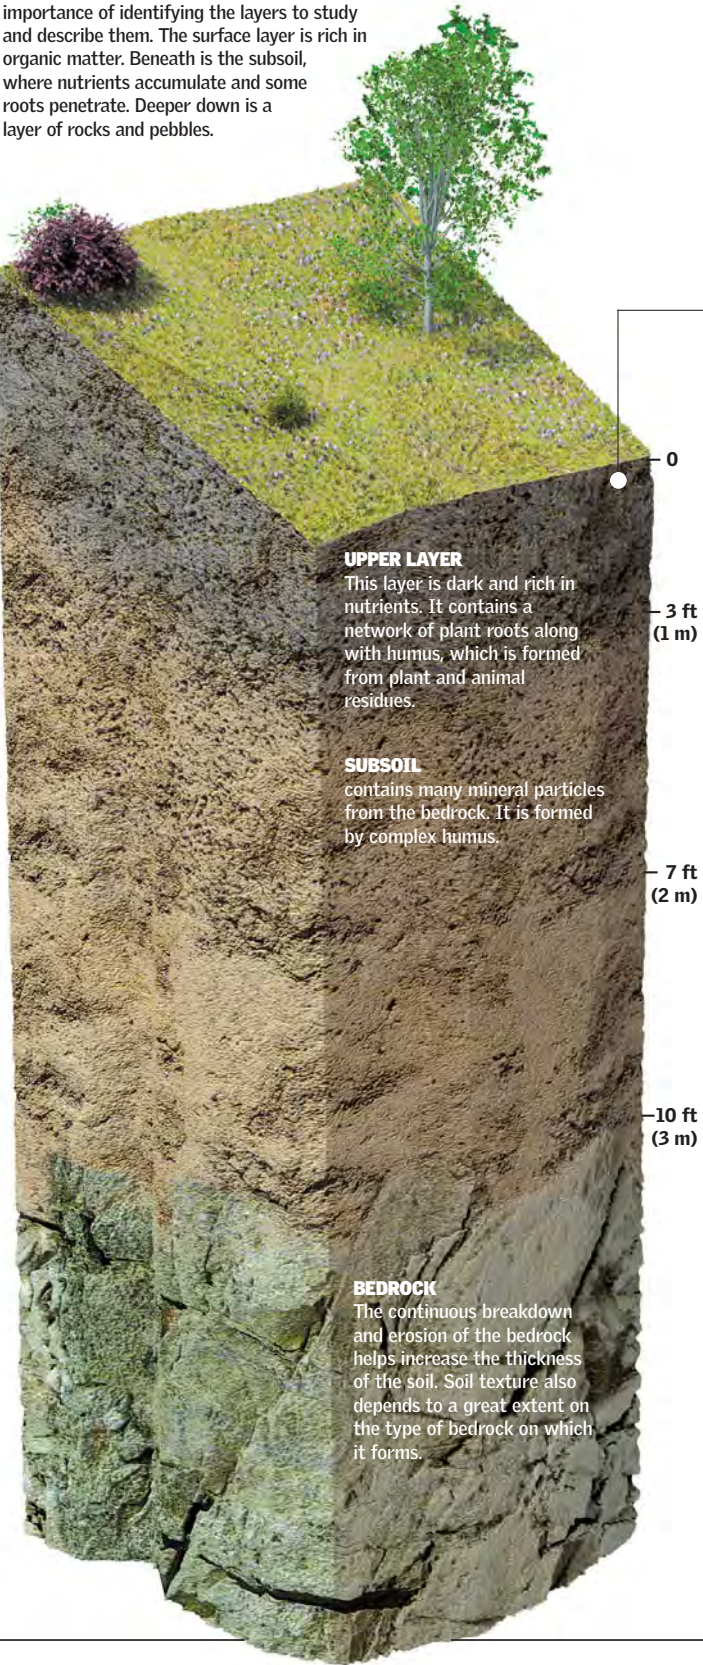 importance of identifying the layers to study
and describe them. The surface layer is rich in
organic matter. Beneath is the subsoil,
where nutrients accumulate and some
roots penetrate. Deeper down is a
layer of rocks and pebbles.
0
UPPER LAYER
This layer is dark and rich in
nutrients. It contains a
network of plant roots along
with humus, which is formed
from plant and animal
residues.
3 ft
(1 m)
SUBSOIL
contains many mineral particles
from the bedrock. It is formed
by complex humus.
7 ft
(2 m)
10 ft
(3 m)
BEDROCK
The continuous breakdown
and erosion of the bedrock
helps increase the thickness
of the soil. Soil texture also
depends to a great extent on
the type of bedrock on which
it forms.